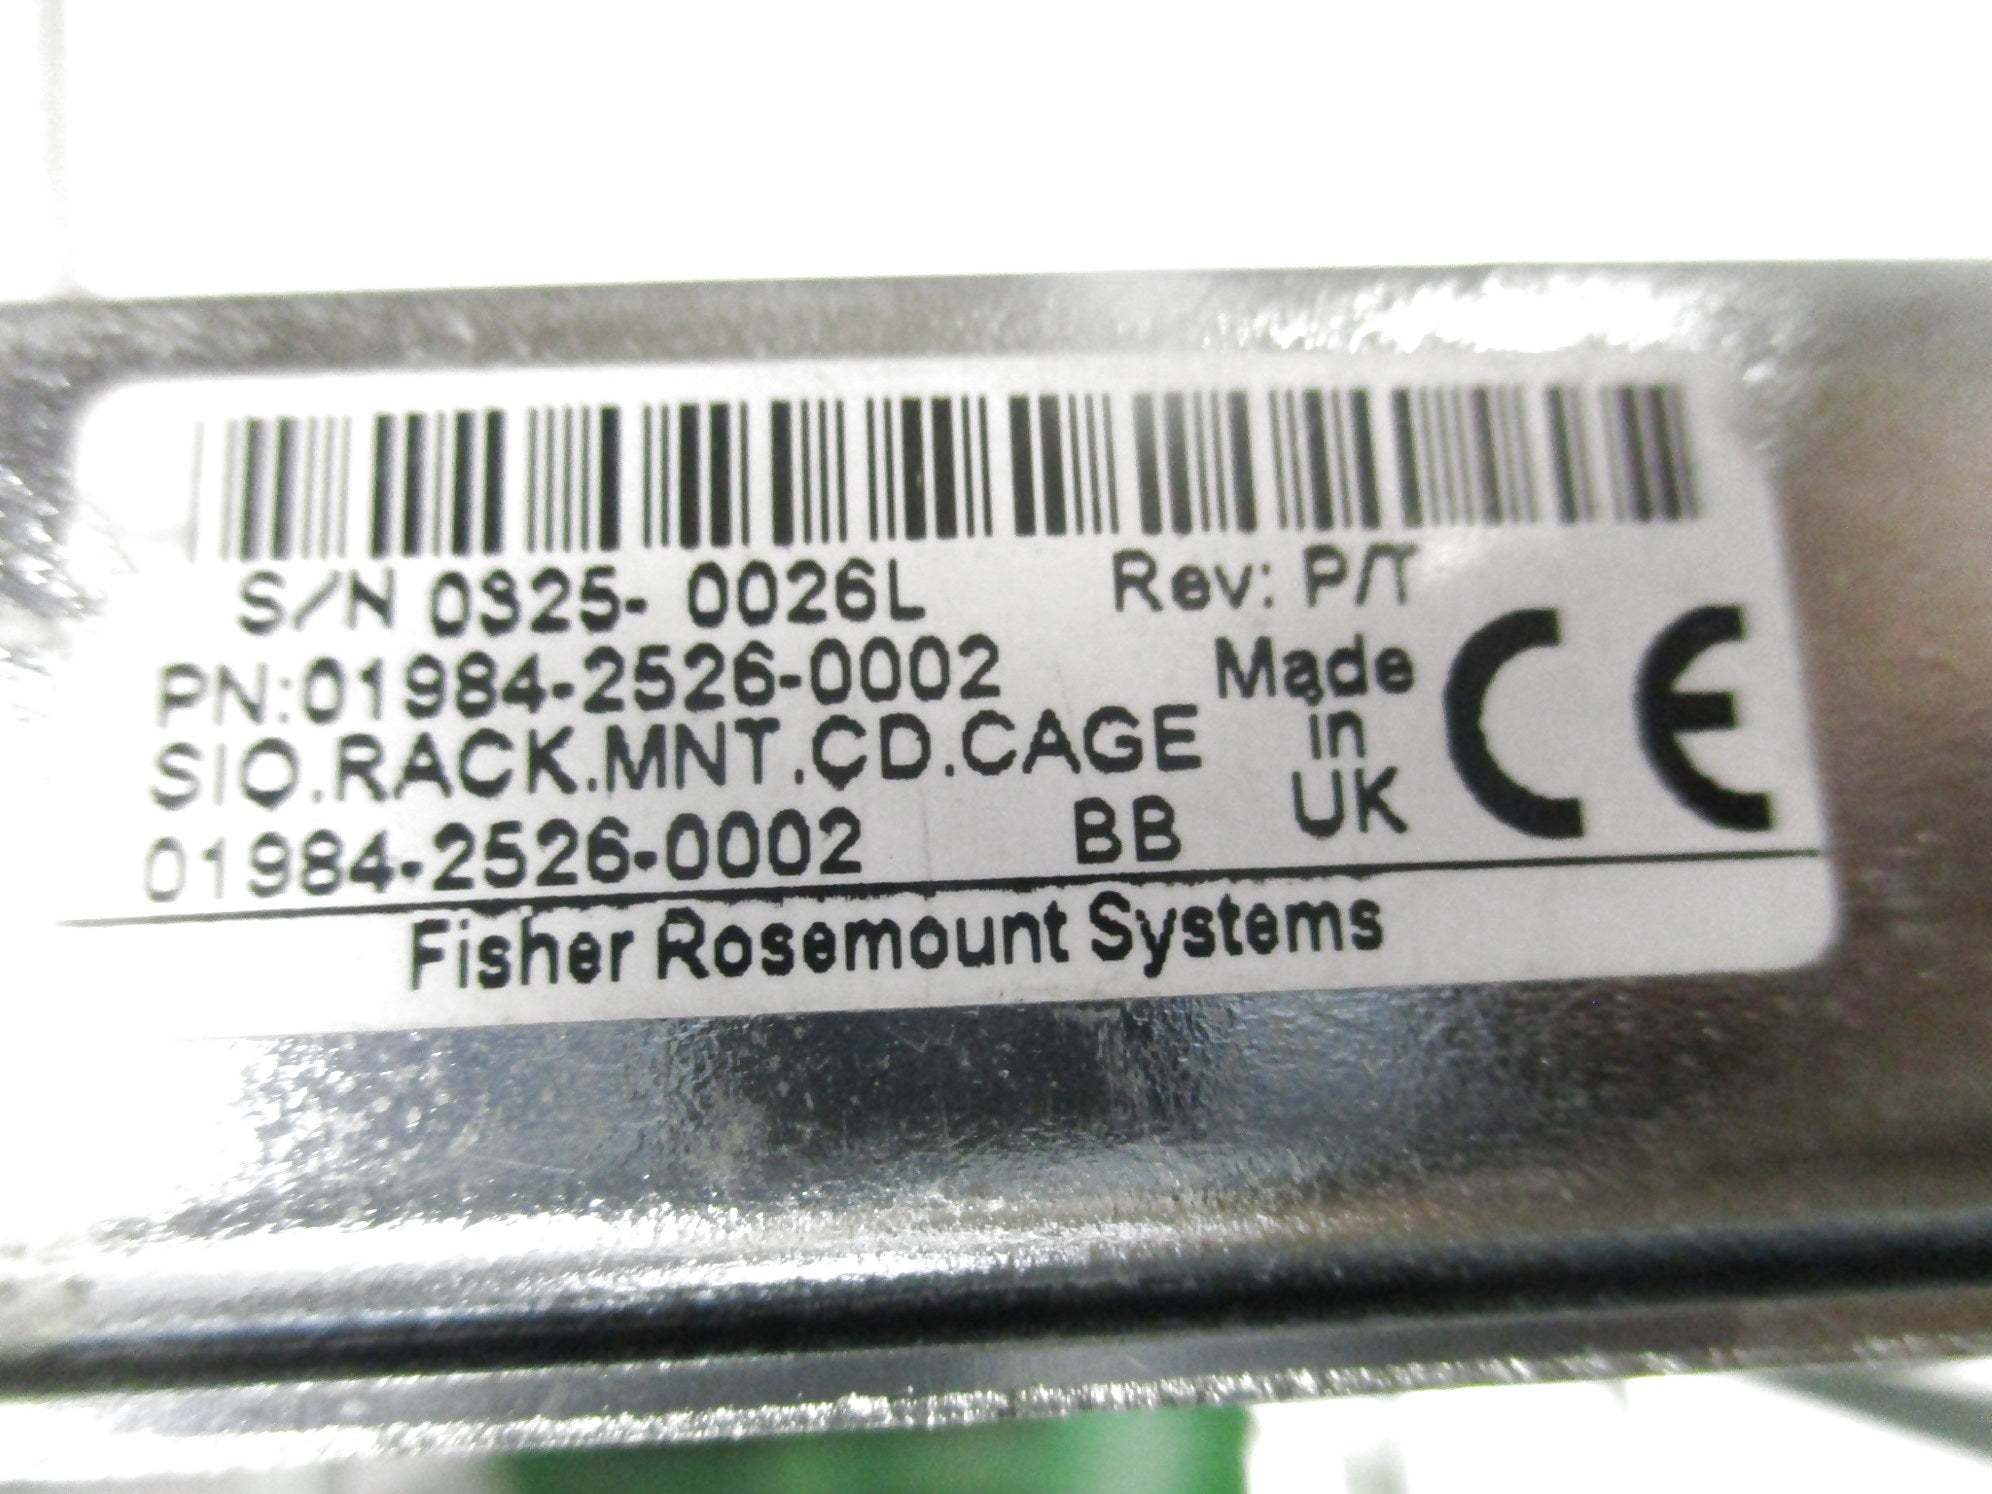 S/N 0325- 0026L Rev: P/T
PN:01984-2526-0002 Made
SIO.RACK.MNT.CD.CAGE in
01984-2526-0002 BB UK
CE
Fisher Rosemount Systems